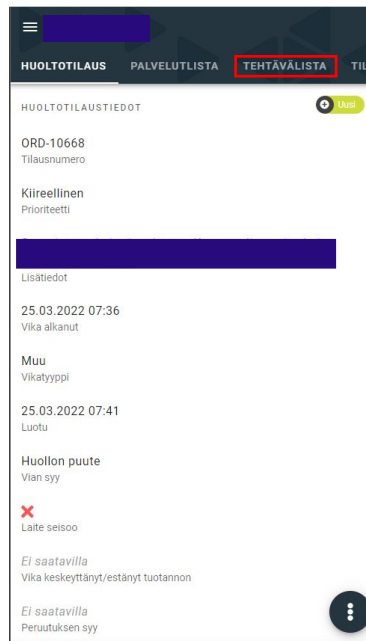 HUOLTOTILAUS PALVELUTLISTA TEHTÄVÄLISTA TIL
HUOLTOTILAUSTIEDOT Uusi
ORD-10668
Tilausnumero
Kiireellinen
Prioriteetti
Lisätiedot
25.03.2022 07:36
Vika alkanut
Muu
Vikatyyppi
25.03.2022 07:41
Luotu
Huollon puute
Vian syy
Laite seisoo
Ei saatavilla
Vika keskeyttänyt/estänyt tuotannon
Ei saatavilla
Peruutuksen syy